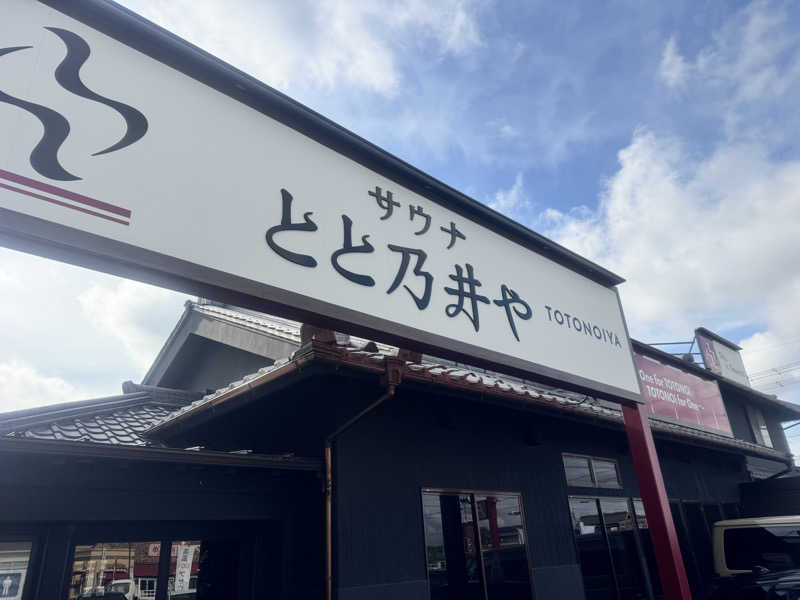 サウナ
とと乃井や TOTONOIYA
One for TOTONOI,
TOTONOI for One